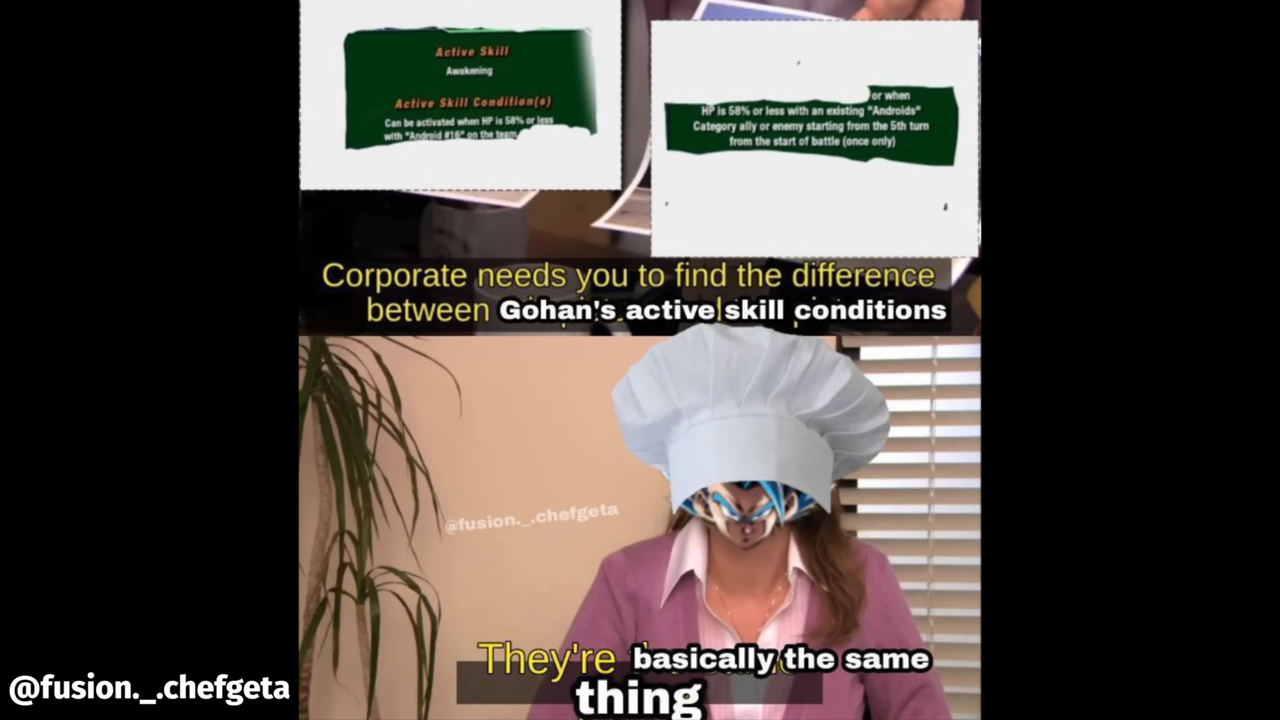 Active Skill
Awakening
Active Skill Condition(s)
Can be activated when HP is 58% or less
with "Android #16" on the team
or when
HP is 58% or less with an existing "Androids"
Category ally or enemy starting from the 5th turn
from the start of battle (once only)
Corporate needs you to find the difference
between Gohan's active skill conditions
@fusion._.chefgeta
They're basically the same
thing
@fusion._.chefgeta